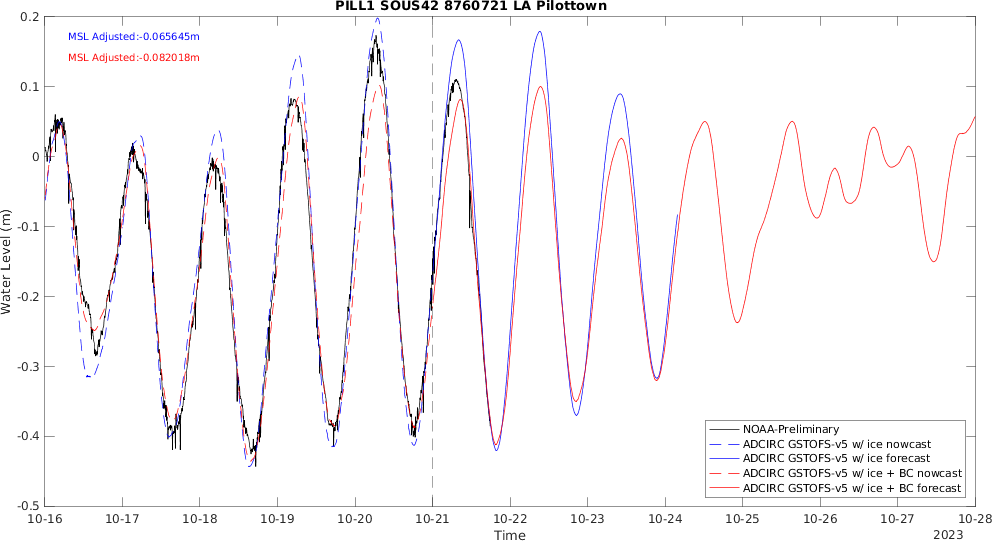 PILL1 SOUS42 8760721 LA Pilottown
MSL Adjusted:-0.065645m
MSL Adjusted:-0.082018m
0.2
0.1
0
-0.1
-0.2
-0.3
-0.4
-0.5
Water Level (m)
NOAA-Preliminary
ADCIRC GSTOFS-v5 w/ ice nowcast
ADCIRC GSTOFS-v5 w/ ice forecast
ADCIRC GSTOFS-v5 w/ice + BC nowcast
ADCIRC GSTOFS-v5 w/ice + BC forecast
10-16 10-17 10-18 10-19 10-20 10-21 10-22 10-23 10-24 10-25 10-26 10-27 10-28
Time
2023